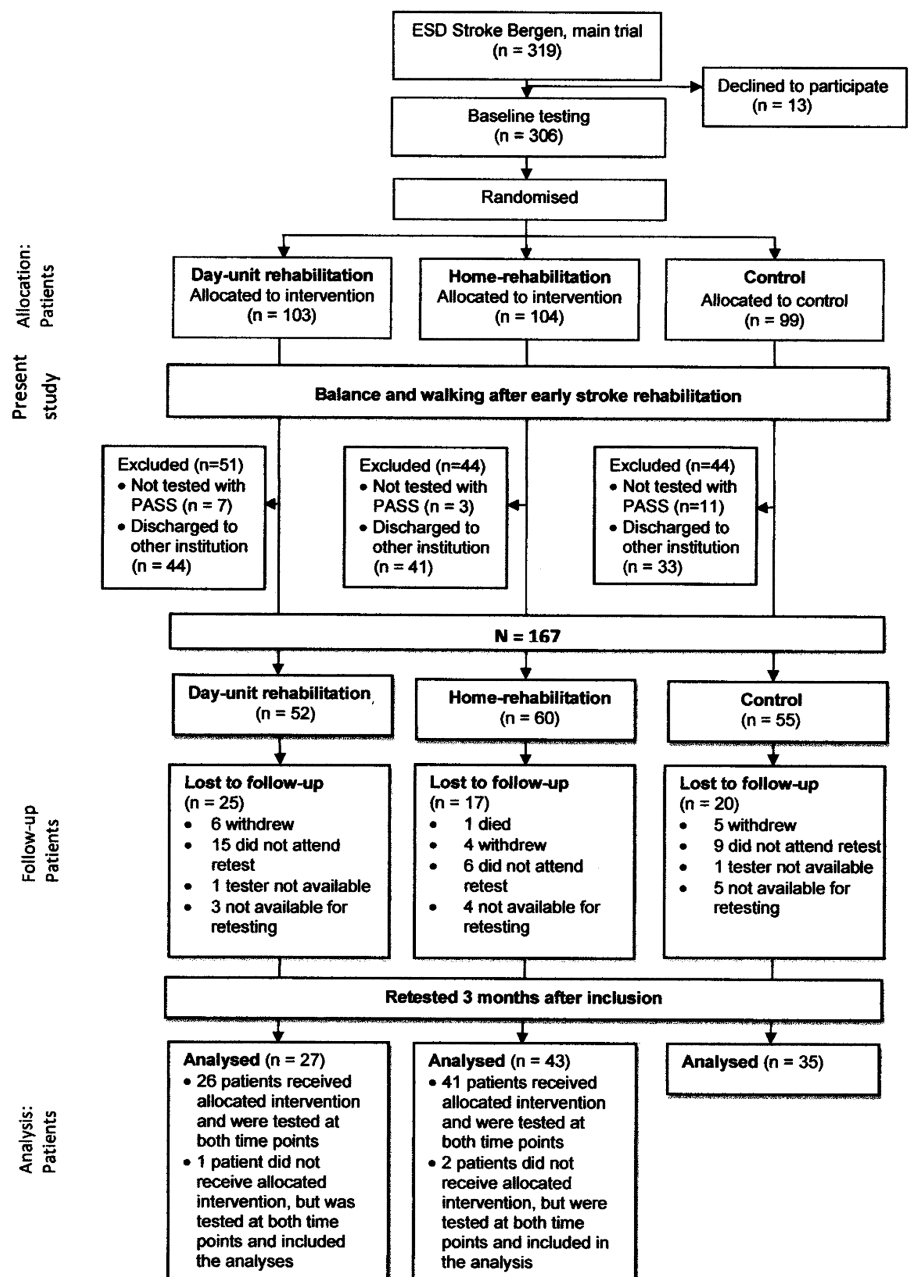 ESD Stroke Bergen, main trial
(n = 319)
Declined to participate
(n = 13)
Baseline testing
(n = 306)
Randomised
Allocation:
Patients
Day-unit rehabilitation
Allocated to intervention
(n = 103)
Home-rehabilitation
Allocated to intervention
(n = 104)
Control
Allocated to control
(n = 99)
Present
study
Balance and walking after early stroke rehabilitation
Excluded (n=51)
• Not tested with
PASS (n = 7)
• Discharged to
other institution
(n = 44)
Excluded (n=44)
• Not tested with
PASS (n = 3)
• Discharged to
other institution
(n = 41)
Excluded (n=44)
• Not tested with
PASS (n=11)
• Discharged to
other institution
(n = 33)
N = 167
Day-unit rehabilitation
(n = 52)
Home-rehabilitation
(n = 60)
Control
(n = 55)
Follow-up
Patients
Lost to follow-up
(n = 25)
• 6 withdrew
• 15 did not attend
retest
• 1 tester not available
• 3 not available for
retesting
Lost to follow-up
(n = 17)
• 1 died
• 4 withdrew
• 6 did not attend
retest
• 4 not available for
retesting
Lost to follow-up
(n = 20)
• 5 withdrew
• 9 did not attend retest
• 1 tester not available
• 5 not available for
retesting
Retested 3 months after inclusion
Analysis:
Patients
Analysed (n = 27)
• 26 patients received
allocated intervention
and were tested at
both time points
• 1 patient did not
receive allocated
intervention, but was
tested at both time
points and included
the analyses
Analysed (n = 43)
• 41 patients received
allocated intervention
and were tested at
both time points
• 2 patients did not
receive allocated
intervention, but were
tested at both time
points and included in
the analysis
Analysed (n = 35)